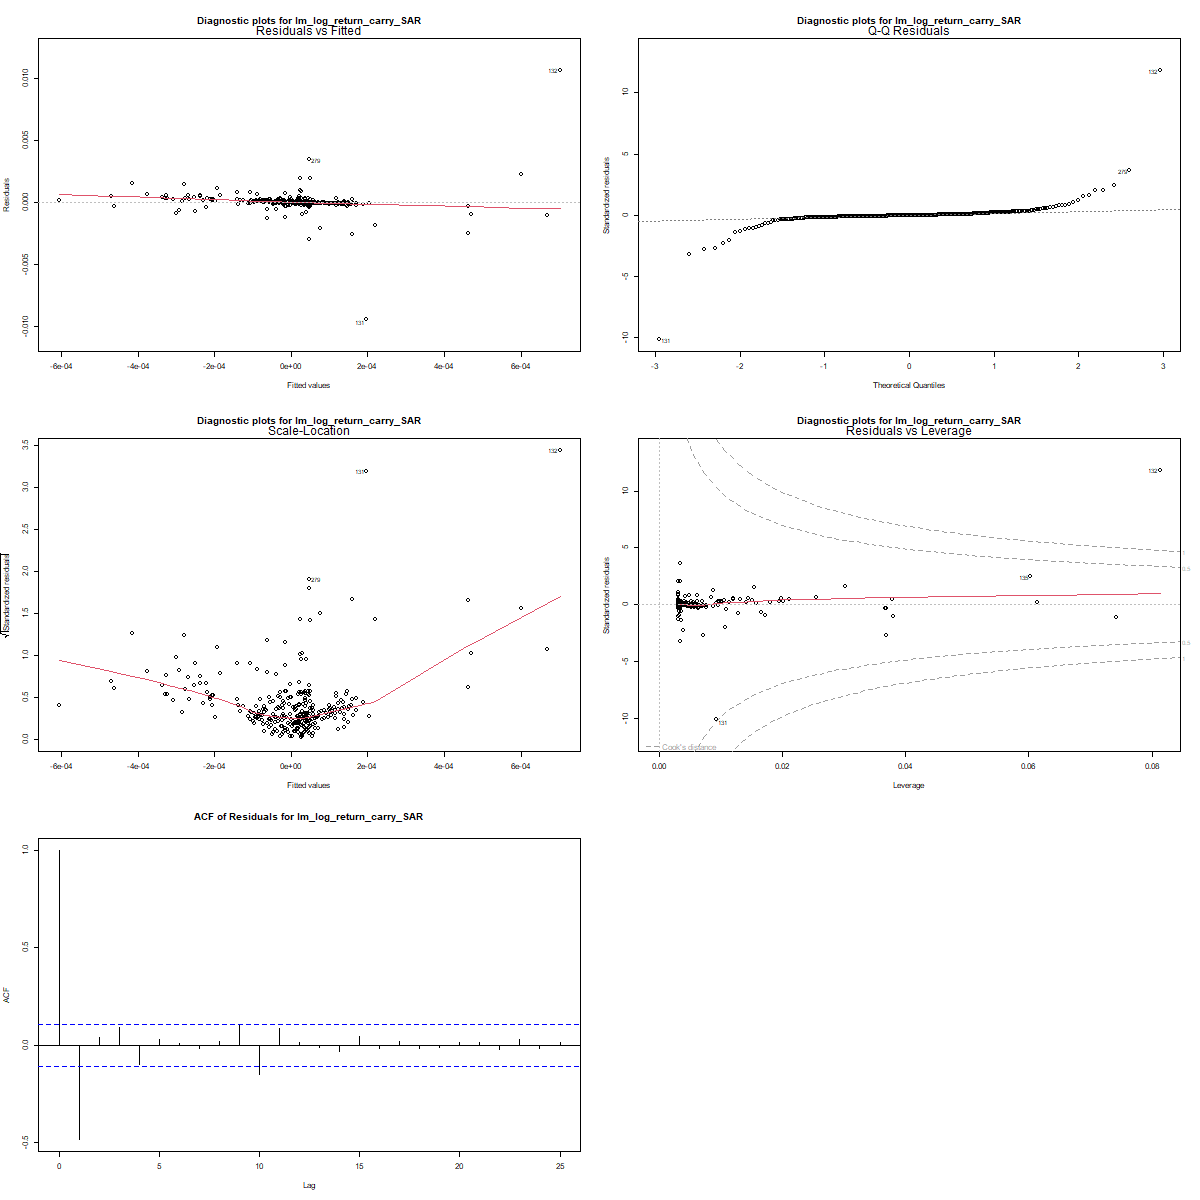 Diagnostic plots for lm_log_return_carry_SAR
Residuals vs Fitted
Residuals
0.010
0.005
0.000
-0.005
-0.010
132
279
131
-6e-04 -4e-04 -2e-04 0e+00 2e-04 4e-04 6e-04
Fitted values
Diagnostic plots for lm_log_return_carry_SAR
Q-Q Residuals
Standardized residuals
10
5
0
-5
-10
132
279
131
-3 -2 -1 0 1 2 3
Theoretical Quantiles
Diagnostic plots for lm_log_return_carry_SAR
Scale-Location
√|Standardized residuals|
3.5
3.0
2.5
2.0
1.5
1.0
0.5
0.0
132
131
279
-6e-04 -4e-04 -2e-04 0e+00 2e-04 4e-04 6e-04
Fitted values
Diagnostic plots for lm_log_return_carry_SAR
Residuals vs Leverage
Standardized residuals
10
5
0
-5
-10
132
1
0.5
135
0.5
1
131
Cook's distance
0.00 0.02 0.04 0.06 0.08
Leverage
ACF of Residuals for lm_log_return_carry_SAR
ACF
1.0
0.5
0.0
-0.5
0 5 10 15 20 25
Lag